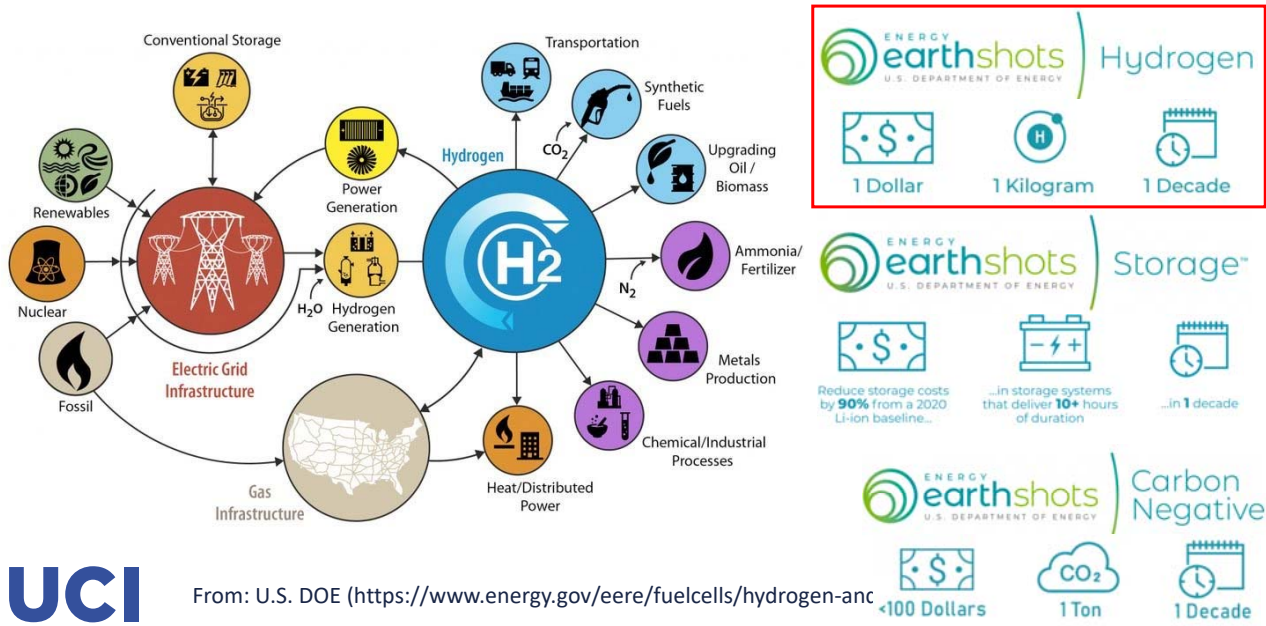 Conventional Storage
Renewables
Nuclear
Fossil
Electric Grid
Infrastructure
Power
Generation
H2O
Hydrogen
Generation
Hydrogen
H2
Gas
Infrastructure
Transportation
CO2
Synthetic
Fuels
Upgrading
Oil /
Biomass
N2
Ammonia/
Fertilizer
Metals
Production
Chemical/Industrial
Processes
Heat/Distributed
Power
ENERGY
earthshots
U.S. DEPARTMENT OF ENERGY
Hydrogen
$
H
1 Dollar
1 Kilogram
1 Decade
ENERGY
earthshots
U.S. DEPARTMENT OF ENERGY
Storage™
$
Reduce storage costs
by 90% from a 2020
Li-ion baseline...
...in storage systems
that deliver 10+ hours
of duration
...in 1 decade
ENERGY
earthshots
U.S. DEPARTMENT OF ENERGY
Carbon
Negative
$
CO2
<100 Dollars
1 Ton
1 Decade
UCI
From: U.S. DOE (https://www.energy.gov/eere/fuelcells/hydrogen-and